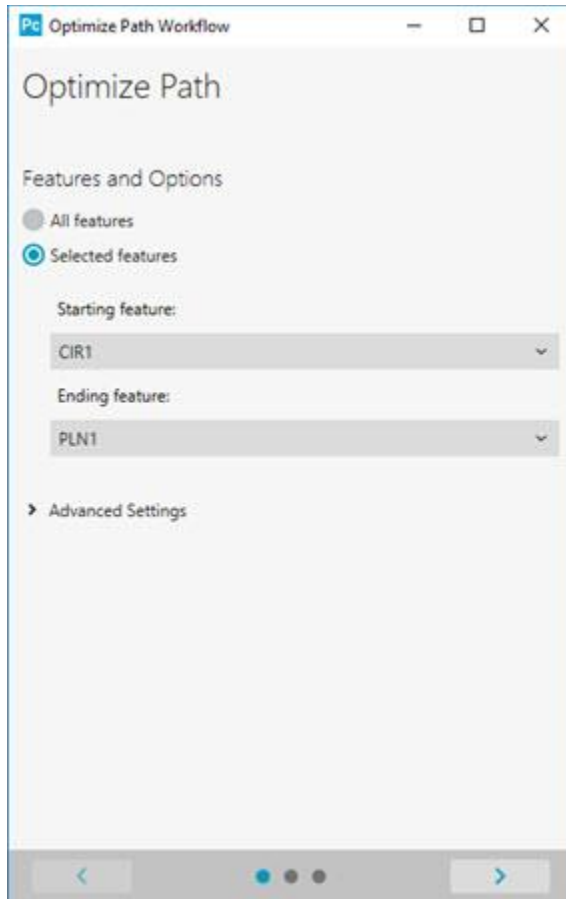 Pc Optimize Path Workflow
Optimize Path
Features and Options
All features
Selected features
Starting feature:
CIR1
Ending feature:
PLN1
Advanced Settings